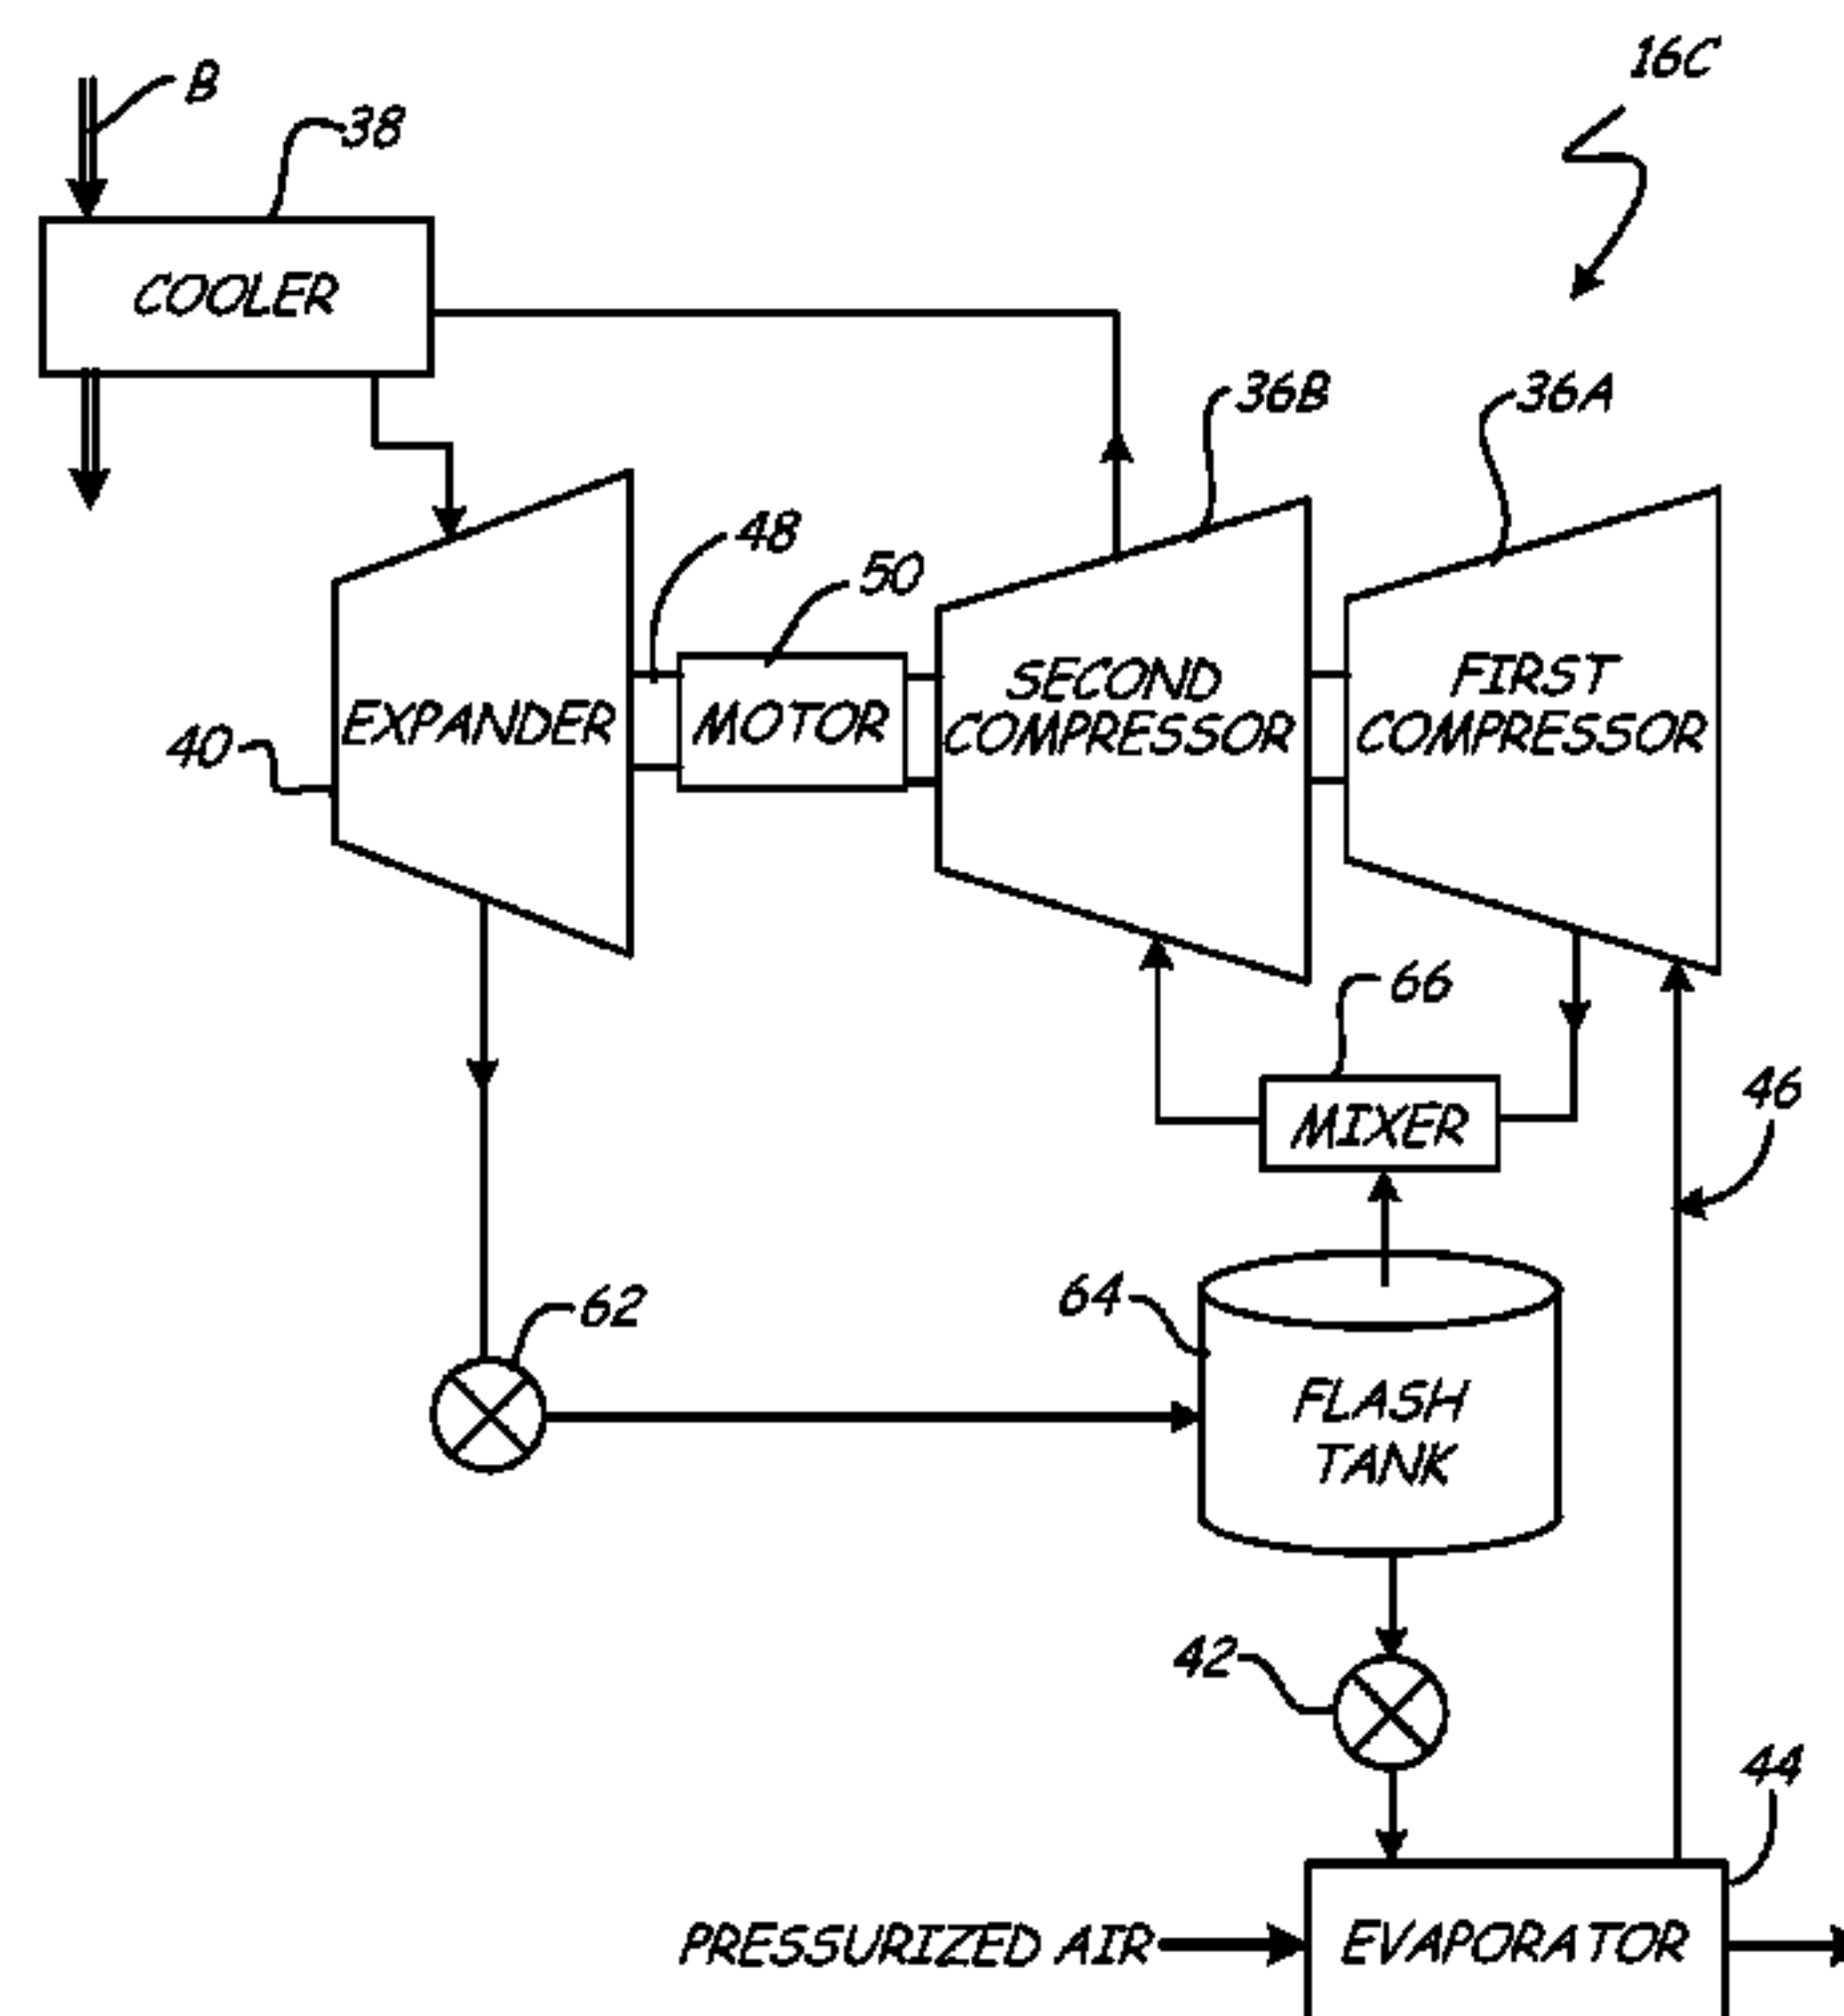 16C
B
38
COOLER
36B
36A
48
50
SECOND
COMPRESSOR
FIRST
COMPRESSOR
EXPANDER
MOTOR
40
66
46
MIXER
62
64
FLASH
TANK
42
44
PRESSURIZED AIR
EVAPORATOR